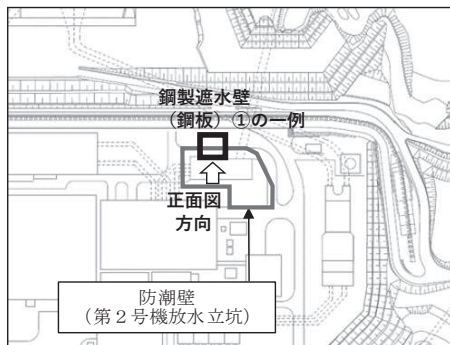 鋼製遮水壁
（鋼板）①の一例
正面図
方向
防潮壁
（第２号機放水立坑）